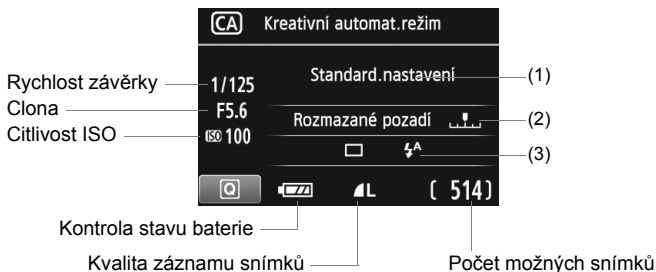 CA Kreativní automat.režim
Rychlost závěrky 1/125 Standard.nastavení (1)
Clona F5.6
Rozmazané pozadí (2)
Citlivost ISO ISO 100
A (3)
Q L ( 514)
Kontrola stavu baterie
Kvalita záznamu snímků Počet možných snímků